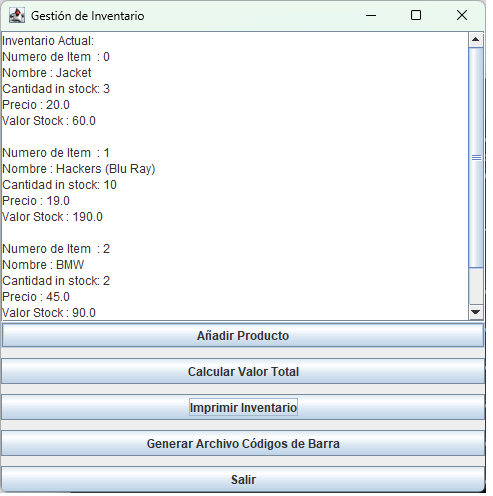 Gestión de Inventario
Inventario Actual:
Numero de Item  : 0
Nombre : Jacket
Cantidad in stock: 3
Precio : 20.0
Valor Stock : 60.0
Numero de Item  : 1
Nombre : Hackers (Blu Ray)
Cantidad in stock: 10
Precio : 19.0
Valor Stock : 190.0
Numero de Item  : 2
Nombre : BMW
Cantidad in stock: 2
Precio : 45.0
Valor Stock : 90.0
Añadir Producto
Calcular Valor Total
Imprimir Inventario
Generar Archivo Códigos de Barra
Salir